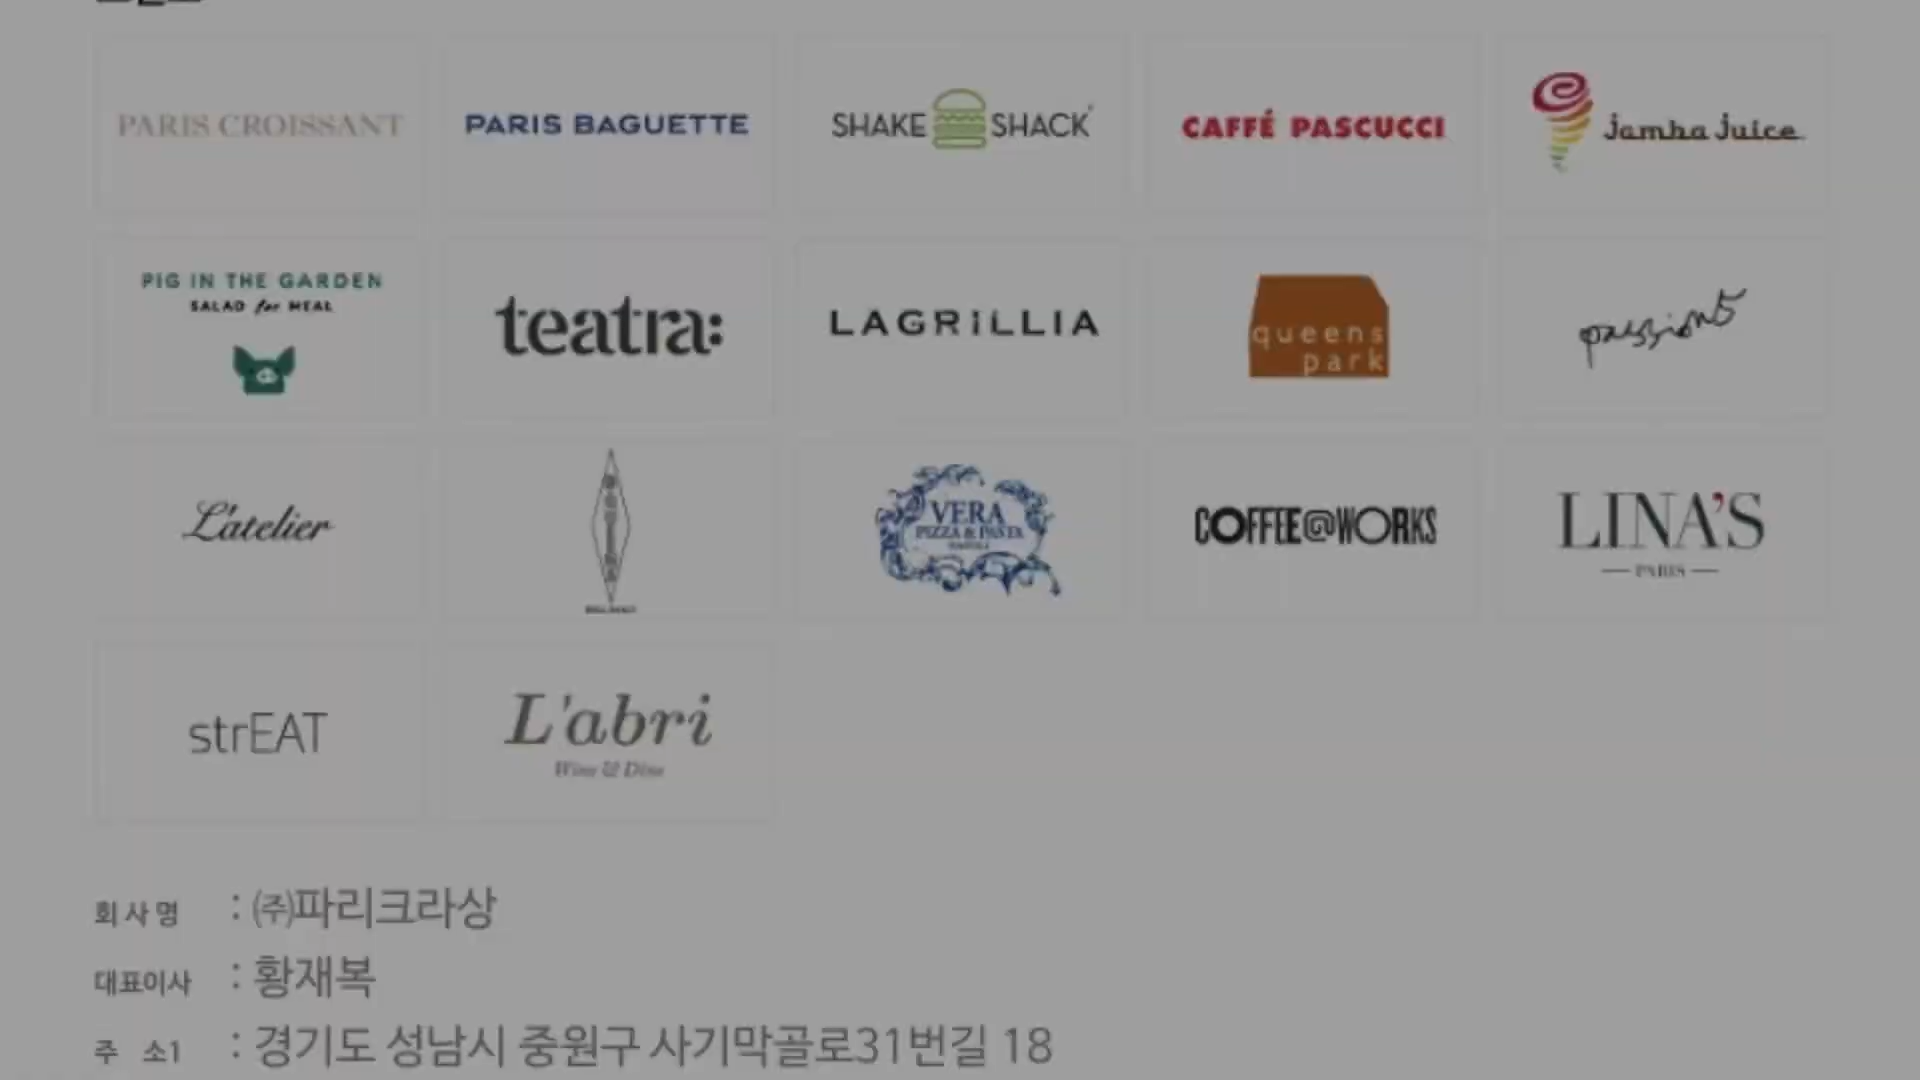 PARIS CROISSANT
PARIS BAGUETTE
SHAKE SHACK
CAFFÉ PASCUCCI
jamba juice
PIG IN THE GARDEN
SALAD for MEAL
teatra:
LAGRILLIA
queens
park
passion5
L'atelier
VERA
PIZZA & PASTA
NAPOLI
COFFEE@WORKS
LINA'S
PARIS
strEAT
L'abri
Wine & Dine
회사명 : ㈜파리크라상
대표이사 : 황재복
주 소1 : 경기도 성남시 중원구 사기막골로31번길 18